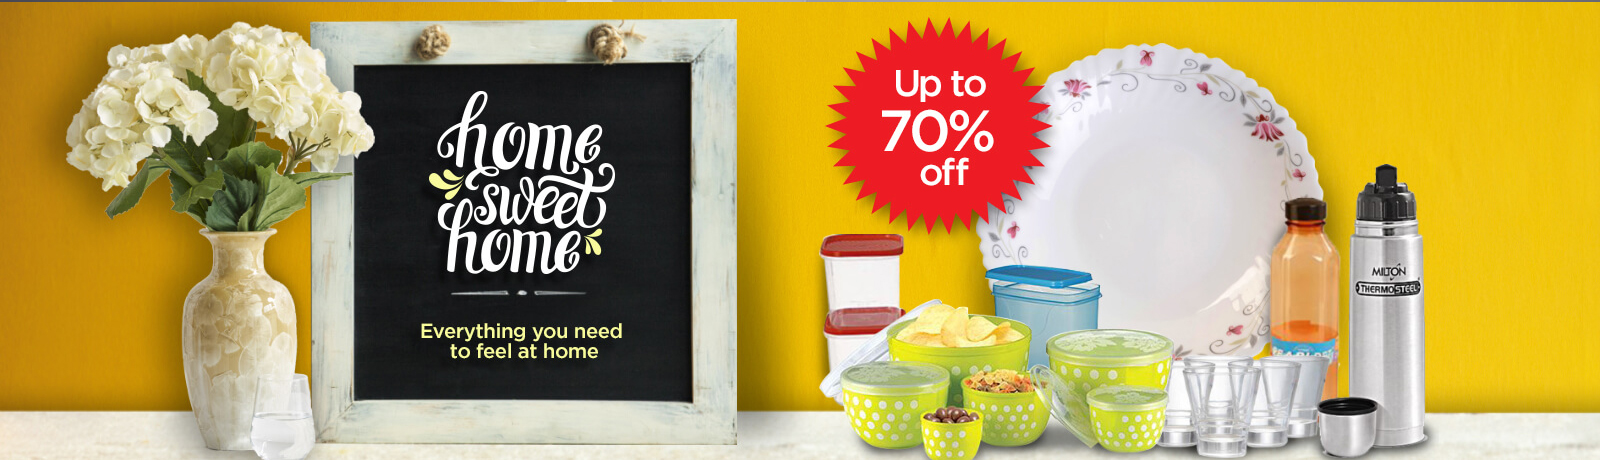 home
sweet
home
Everything you need
to feel at home
Up to
70%
off
MILTON
THERMOSTEEL